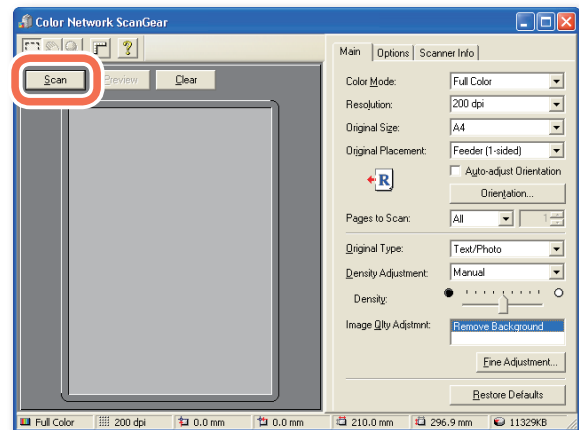 Color Network ScanGear
?
Scan Preview Clear
Main Options Scanner Info
Color Mode: Full Color
Resolution: 200 dpi
Original Size: A4
Original Placement: Feeder (1-sided)
R
Auto-adjust Orientation
Orientation...
Pages to Scan: All 1
Original Type: Text/Photo
Density Adjustment: Manual
Density:
Image Qlty Adjstmnt: Remove Background
Fine Adjustment...
Restore Defaults
Full Color 200 dpi 0.0 mm 0.0 mm 210.0 mm 296.9 mm 11329KB